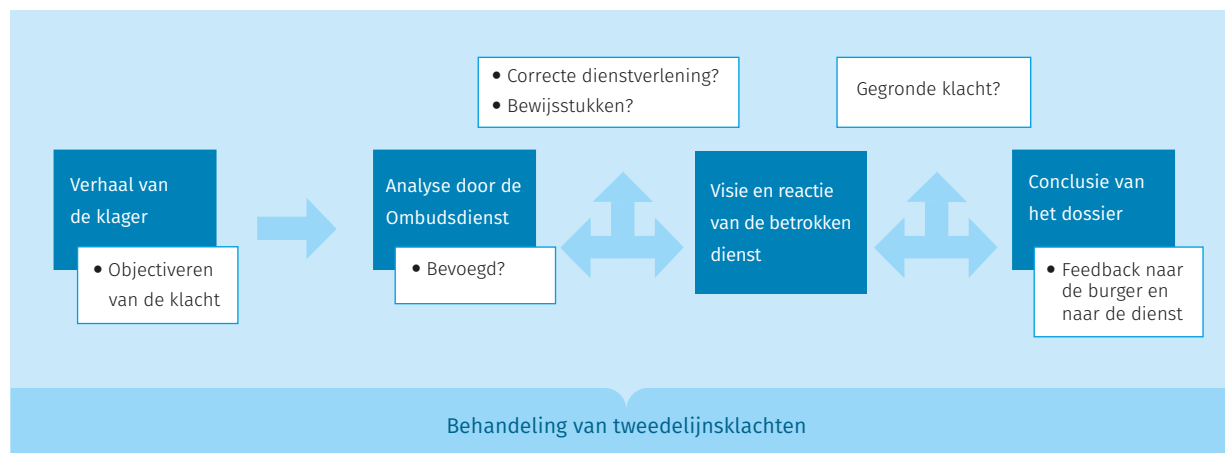 • Correcte dienstverlening?
• Bewijsstukken?
Gegronde klacht?
Verhaal van
de klager
• Objectiveren
van de klacht
Analyse door de
Ombudsdienst
• Bevoegd?
Visie en reactie
van de betrokken
dienst
Conclusie van
het dossier
• Feedback naar
de burger en
naar de dienst
Behandeling van tweedelijnsklachten